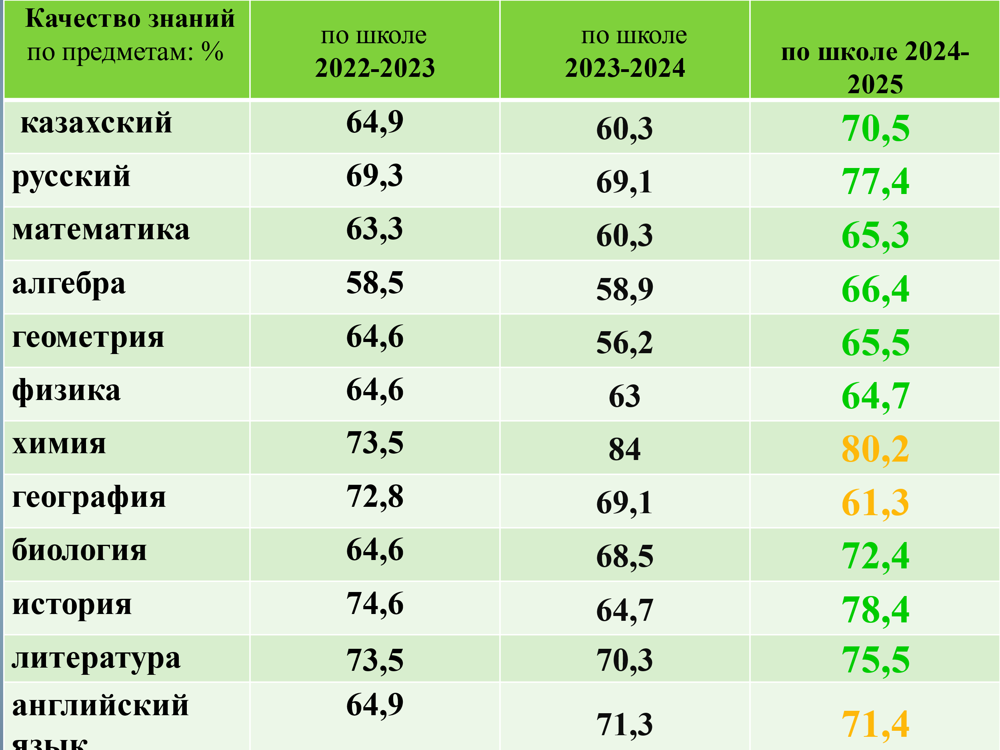 Качество знаний
по предметам: %
по школе
2022-2023
по школе
2023-2024
по школе 2024-
2025
казахский 64,9 60,3 70,5
русский 69,3 69,1 77,4
математика 63,3 60,3 65,3
алгебра 58,5 58,9 66,4
геометрия 64,6 56,2 65,5
физика 64,6 63 64,7
химия 73,5 84 80,2
география 72,8 69,1 61,3
биология 64,6 68,5 72,4
история 74,6 64,7 78,4
литература 73,5 70,3 75,5
английский 64,9 71,3 71,4
язык